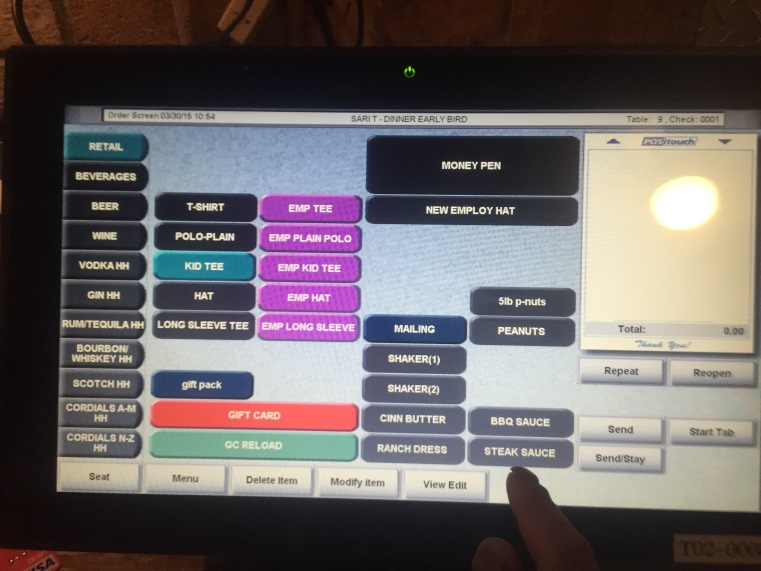 Order Screen 03/30/15 10:54
SARI T - DINNER EARLY BIRD
Table: 9 , Check: 0001
RETAIL
BEVERAGES
BEER
WINE
VODKA HH
GIN HH
RUM/TEQUILA HH
BOURBON/
WHISKEY HH
SCOTCH HH
CORDIALS A-M
HH
CORDIALS N-Z
HH
T-SHIRT
POLO-PLAIN
KID TEE
HAT
LONG SLEEVE TEE
gift pack
EMP TEE
EMP PLAIN POLO
EMP KID TEE
EMP HAT
EMP LONG SLEEVE
GIFT CARD
GC RELOAD
MONEY PEN
NEW EMPLOY HAT
MAILING
SHAKER(1)
SHAKER(2)
CINN BUTTER
RANCH DRESS
5lb p-nuts
PEANUTS
BBQ SAUCE
STEAK SAUCE
POSitouch
Total: 0.00
Thank You!
Repeat
Reopen
Send
Start Tab
Send/Stay
Seat
Menu
Delete Item
Modify item
View Edit
VISA